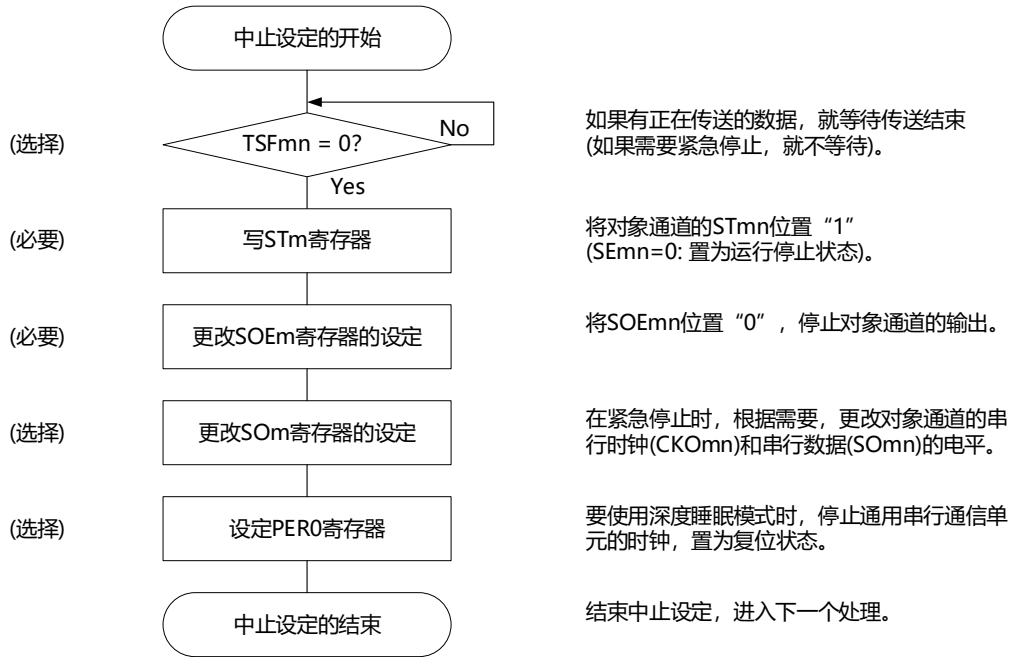 中止设定的开始
(选择)
TSFmn = 0?
No
Yes
如果有正在传送的数据，就等待传送结束
(如果需要紧急停止，就不等待)。
(必要)
写STm寄存器
将对象通道的STmn位置“1”
(SEmn=0: 置为运行停止状态)。
(必要)
更改SOEm寄存器的设定
将SOEmn位置“0”，停止对象通道的输出。
(选择)
更改SOm寄存器的设定
在紧急停止时，根据需要，更改对象通道的串
行时钟(CKOmn)和串行数据(SOmn)的电平。
(选择)
设定PER0寄存器
要使用深度睡眠模式时，停止通用串行通信单
元的时钟，置为复位状态。
中止设定的结束
结束中止设定，进入下一个处理。